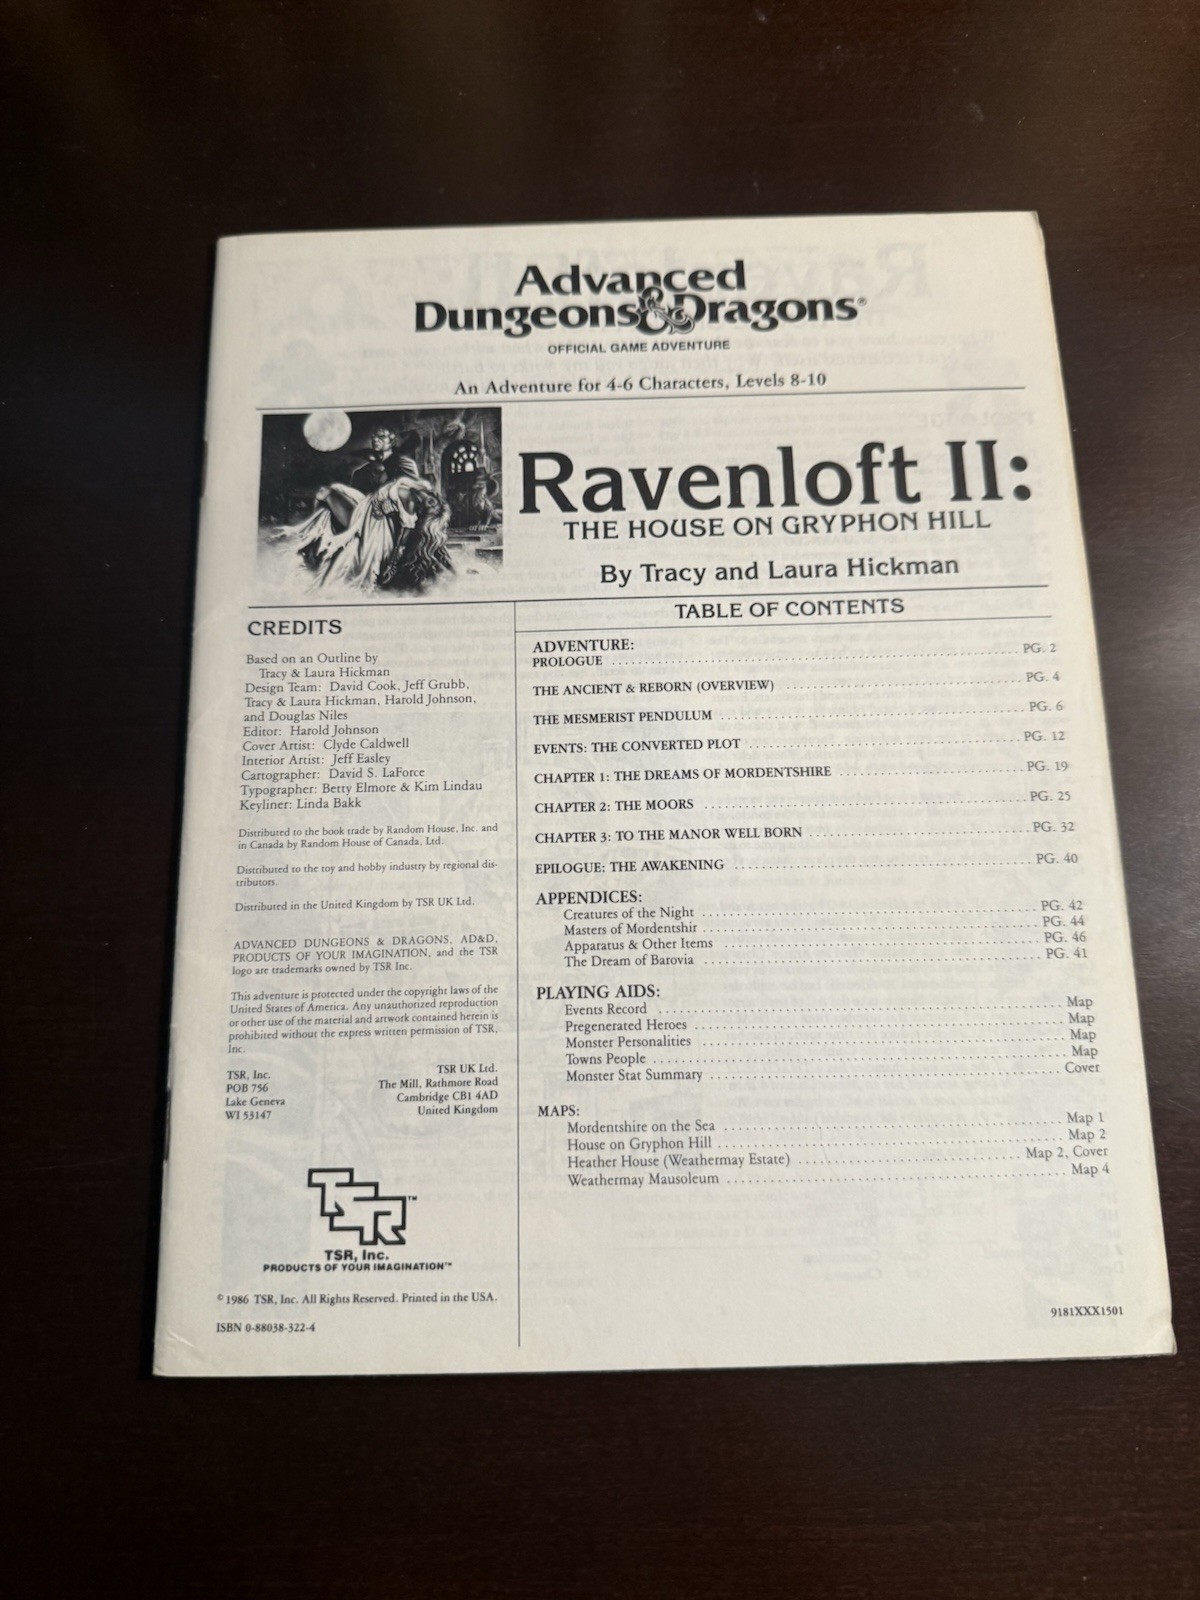 Advanced
Dungeons & Dragons®
OFFICIAL GAME ADVENTURE
An Adventure for 4-6 Characters, Levels 8-10
Ravenloft II:
THE HOUSE ON GRYPHON HILL
By Tracy and Laura Hickman
CREDITS
Based on an Outline by
Tracy & Laura Hickman
Design Team: David Cook, Jeff Grubb,
Tracy & Laura Hickman, Harold Johnson,
and Douglas Niles
Editor: Harold Johnson
Cover Artist: Clyde Caldwell
Interior Artist: Jeff Easley
Cartographer: David S. LaForce
Typographer: Betty Elmore & Kim Lindau
Keyliner: Linda Bakk
Distributed to the book trade by Random House, Inc. and
in Canada by Random House of Canada, Ltd.
Distributed to the toy and hobby industry by regional dis-
tributors.
Distributed in the United Kingdom by TSR UK Ltd.
ADVANCED DUNGEONS & DRAGONS, AD&D,
PRODUCTS OF YOUR IMAGINATION, and the TSR
logo are trademarks owned by TSR Inc.
This adventure is protected under the copyright laws of the
United States of America. Any unauthorized reproduction
or other use of the material and artwork contained herein is
prohibited without the express written permission of TSR,
Inc.
TSR, Inc.
POB 756
Lake Geneva
WI 53147
TSR UK Ltd.
The Mill, Rathmore Road
Cambridge CB1 4AD
United Kingdom
TSR™
TSR, Inc.
PRODUCTS OF YOUR IMAGINATION™
© 1986 TSR, Inc. All Rights Reserved. Printed in the USA.
ISBN 0-88038-322-4
TABLE OF CONTENTS
ADVENTURE:
PROLOGUE ........ PG. 2
THE ANCIENT & REBORN (OVERVIEW) ........ PG. 4
THE MESMERIST PENDULUM ........ PG. 6
EVENTS: THE CONVERTED PLOT ........ PG. 12
CHAPTER 1: THE DREAMS OF MORDENTSHIRE ........ PG. 19
CHAPTER 2: THE MOORS ........ PG. 25
CHAPTER 3: TO THE MANOR WELL BORN ........ PG. 32
EPILOGUE: THE AWAKENING ........ PG. 40
APPENDICES:
Creatures of the Night ........ PG. 42
Masters of Mordentshir ........ PG. 44
Apparatus & Other Items ........ PG. 46
The Dream of Barovia ........ PG. 41
PLAYING AIDS:
Events Record ........ Map
Pregenerated Heroes ........ Map
Monster Personalities ........ Map
Towns People ........ Map
Monster Stat Summary ........ Cover
MAPS:
Mordentshire on the Sea ........ Map 1
House on Gryphon Hill ........ Map 2
Heather House (Weathermay Estate) ........ Map 2, Cover
Weathermay Mausoleum ........ Map 4
9181XXX1501